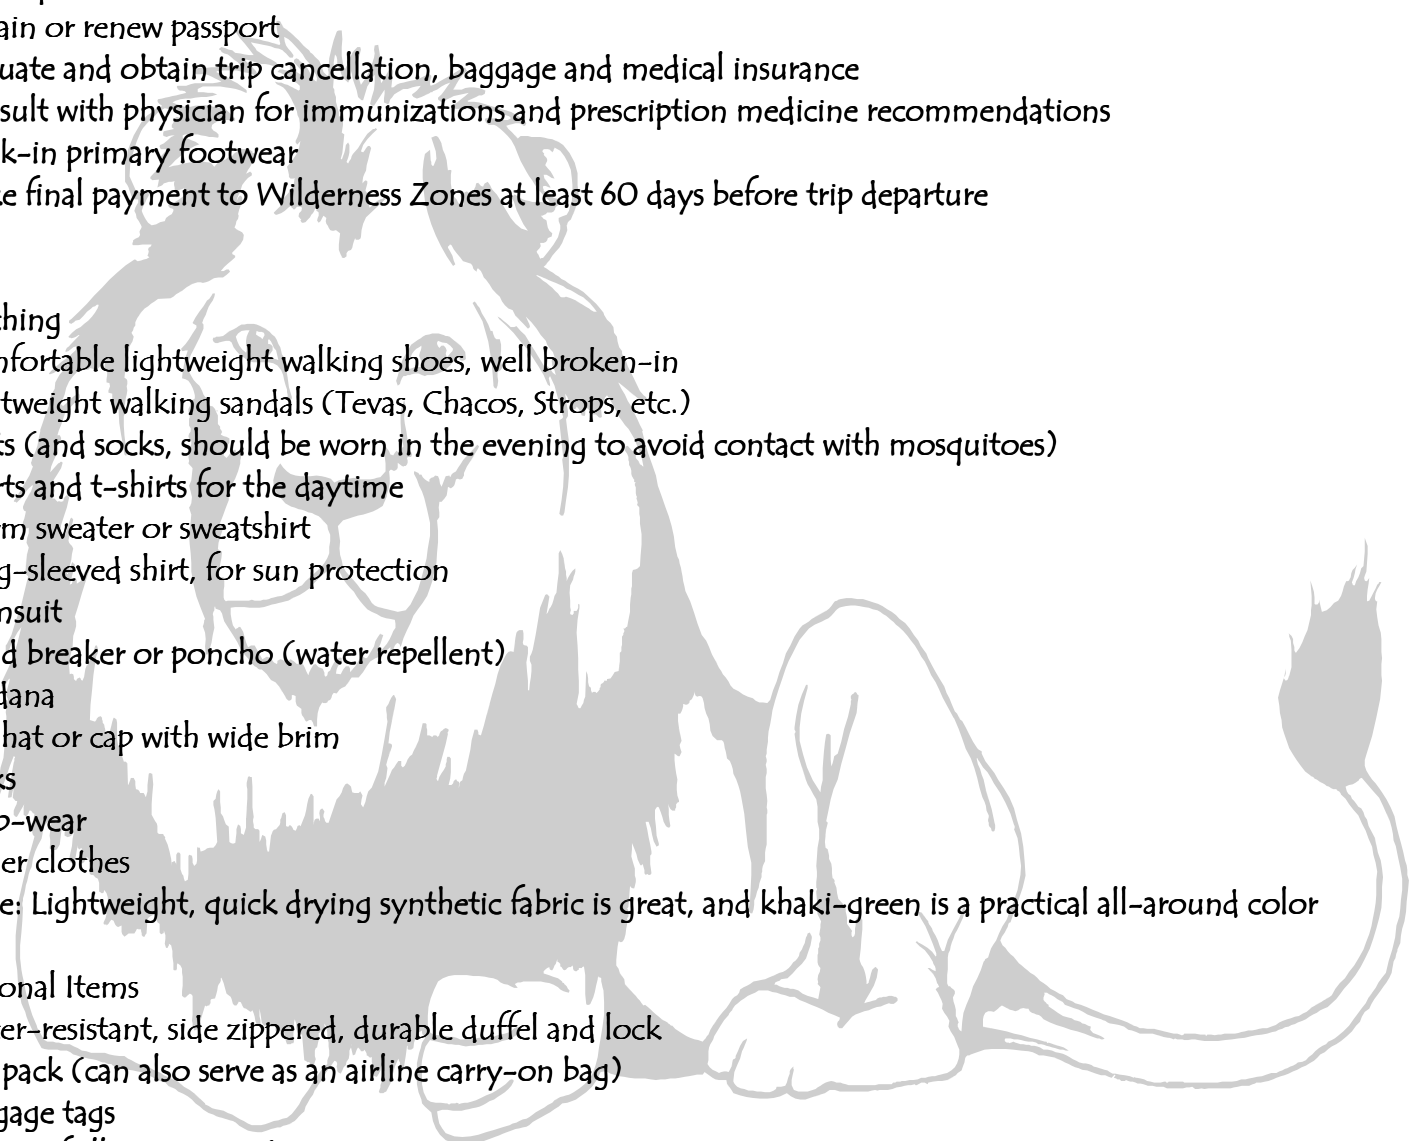 ain or renew passport
uate and obtain trip cancellation, baggage and medical insurance
sult with physician for immunizations and prescription medicine recommendations
k-in primary footwear
e final payment to Wilderness Zones at least 60 days before trip departure
thing
nfortable lightweight walking shoes, well broken-in
tweight walking sandals (Tevas, Chacos, Strops, etc.)
ts (and socks, should be worn in the evening to avoid contact with mosquitoes)
rts and t-shirts for the daytime
rm sweater or sweatshirt
g-sleeved shirt, for sun protection
msuit
d breaker or poncho (water repellent)
dana
hat or cap with wide brim
ks
p-wear
er clothes
e: Lightweight, quick drying synthetic fabric is great, and khaki-green is a practical all-around color
onal Items
er-resistant, side zippered, durable duffel and lock
pack (can also serve as an airline carry-on bag)
gage tags